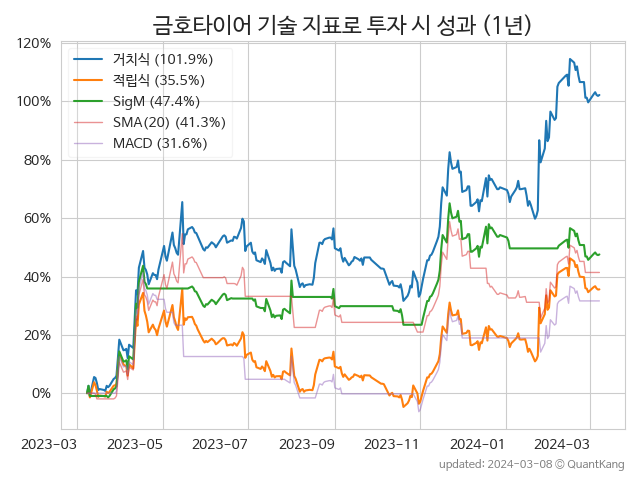 금호타이어 기술 지표로 투자 시 성과 (1년)
120%
100%
80%
60%
40%
20%
0%
거치식 (101.9%)
적립식 (35.5%)
SigM (47.4%)
SMA(20) (41.3%)
MACD (31.6%)
2023-03 2023-05 2023-07 2023-09 2023-11 2024-01 2024-03
updated: 2024-03-08 ⓒ QuantKang